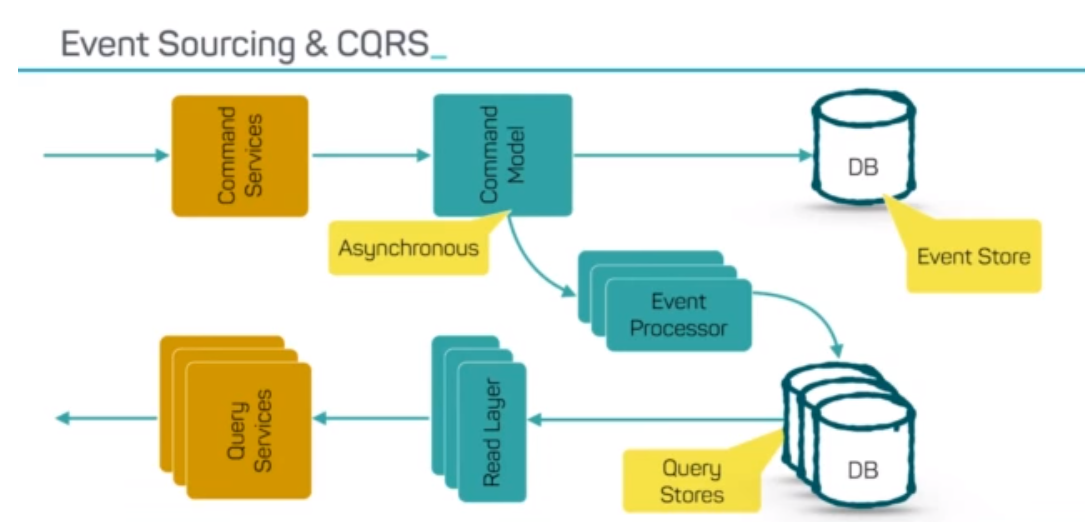 Event Sourcing & CQRS_
Command
Services
Command
Model
DB
Asynchronous
Event Store
Event
Processor
Query
Services
Read Layer
Query
Stores
DB